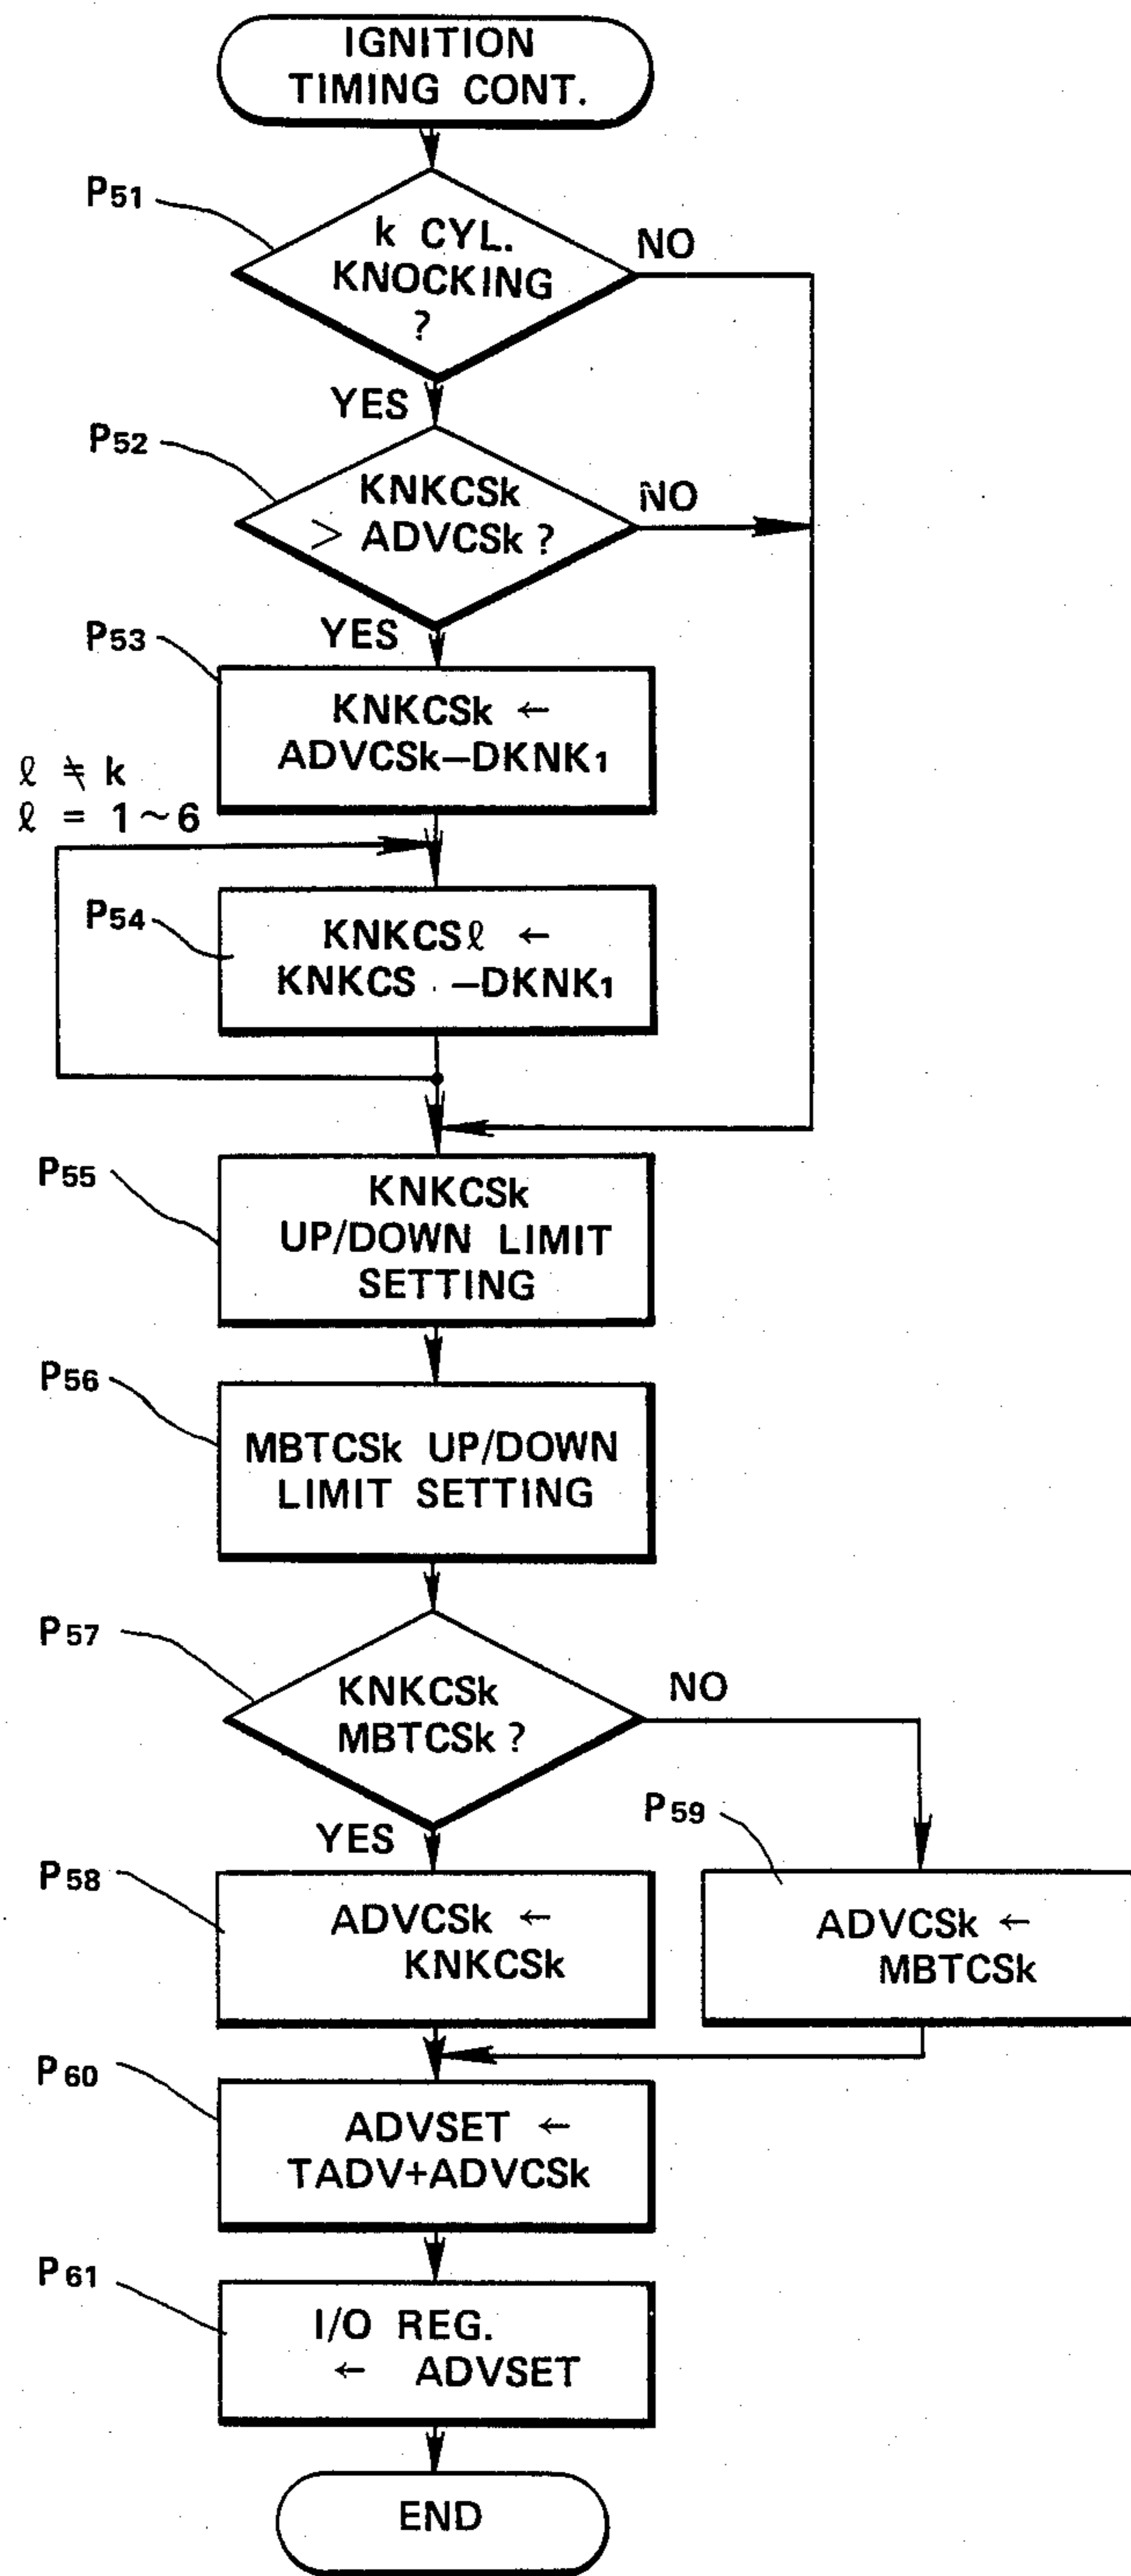 IGNITION
TIMING CONT.
P51
k CYL.
KNOCKING
?
NO
YES
P52
KNKCSk
> ADVCSk ?
NO
YES
P53
KNKCSk ←
ADVCSk–DKNK1
ℓ ≠ k
ℓ = 1~6
P54
KNKCSℓ ←
KNKCS –DKNK1
P55
KNKCSk
UP/DOWN LIMIT
SETTING
P56
MBTCSk UP/DOWN
LIMIT SETTING
P57
KNKCSk
MBTCSk ?
NO
YES
P58
ADVCSk ←
KNKCSk
P59
ADVCSk ←
MBTCSk
P60
ADVSET ←
TADV+ADVCSk
P61
I/O REG.
← ADVSET
END